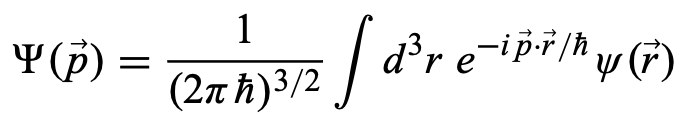 Ψ(p⃗) = 1/(2πħ)^{3/2} ∫ d³r e^{−i p⃗·r⃗/ħ} ψ(r⃗)